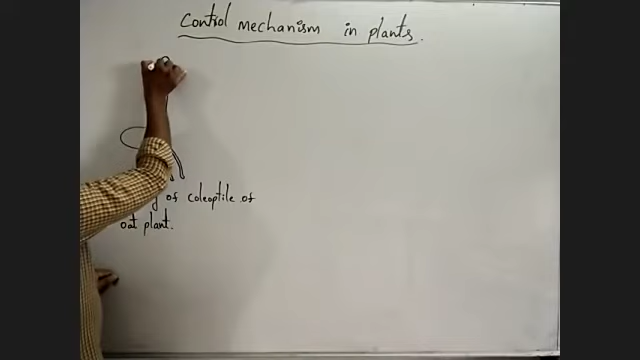 Control mechanism in plants.
of coleoptile of
oat plant.